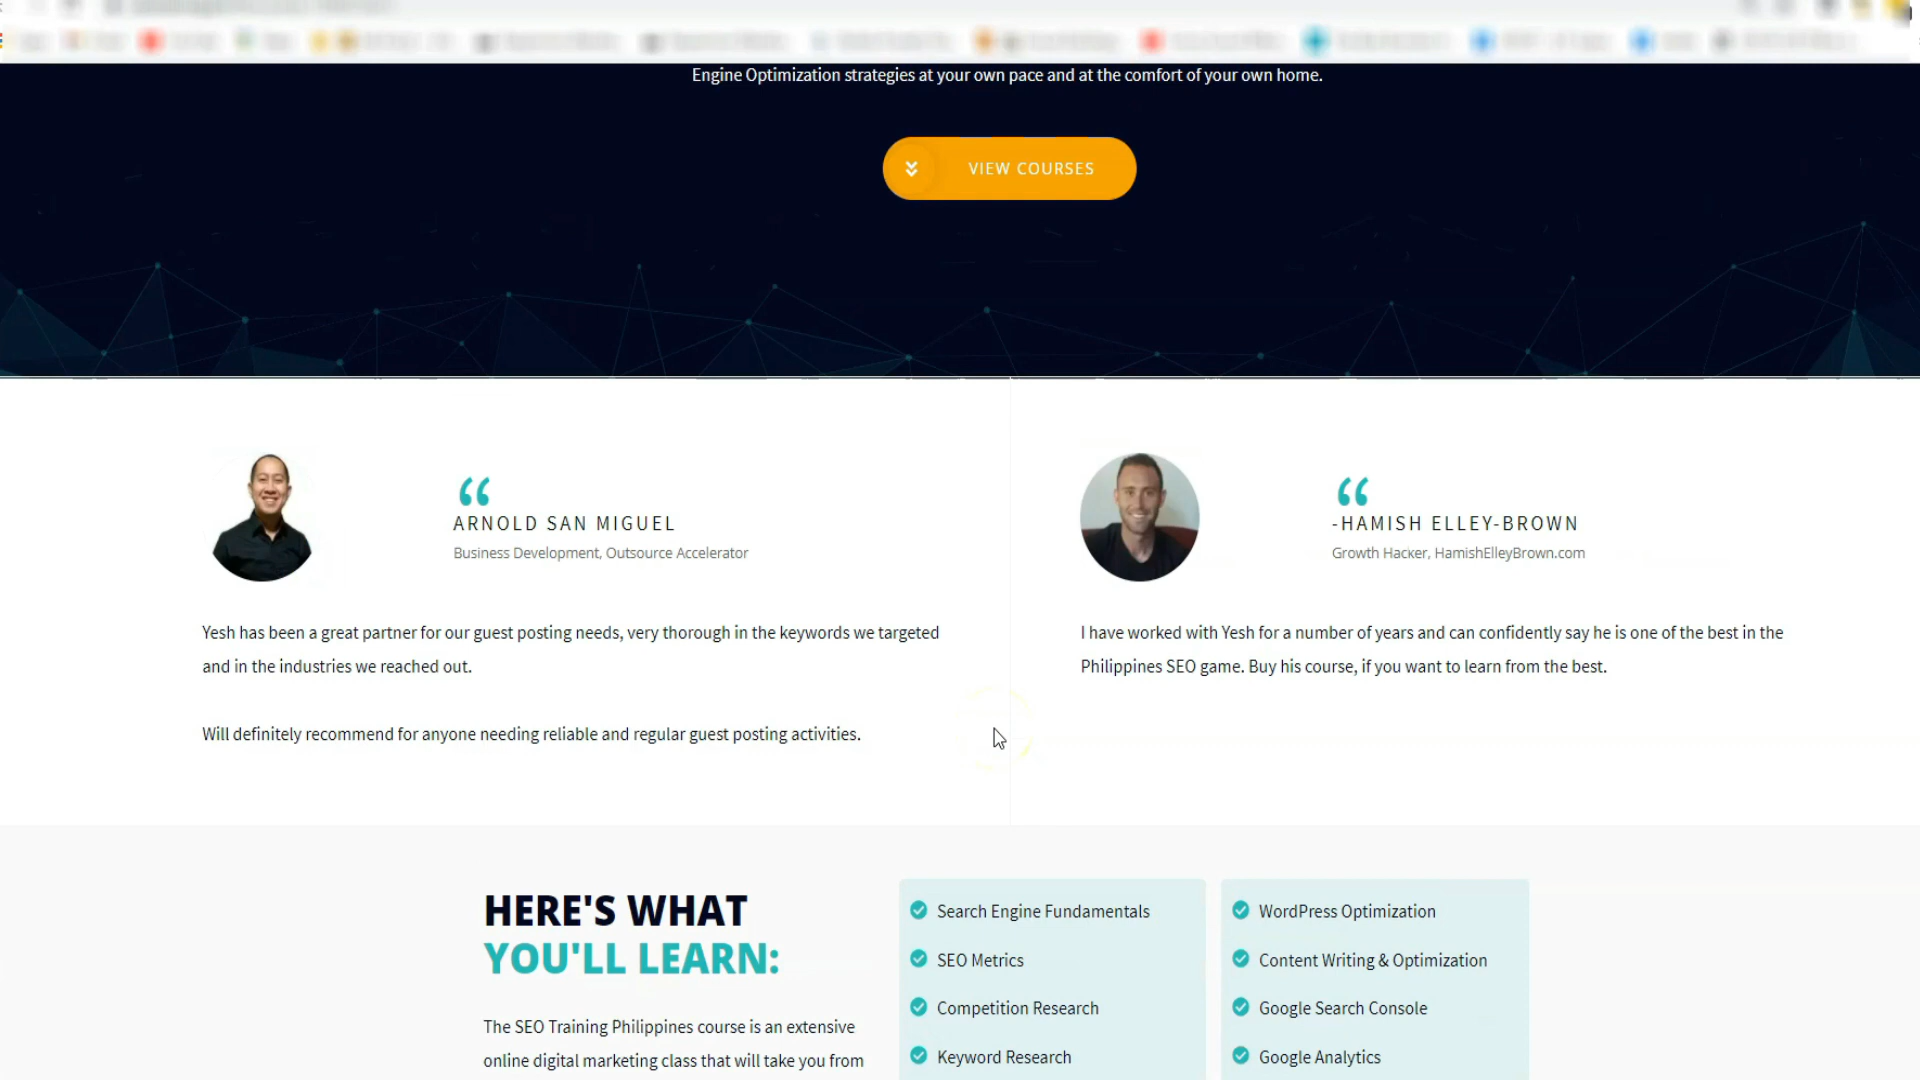 Engine Optimization strategies at your own pace and at the comfort of your own home.
VIEW COURSES
ARNOLD SAN MIGUEL
Business Development, Outsource Accelerator
Yesh has been a great partner for our guest posting needs, very thorough in the keywords we targeted
and in the industries we reached out.
Will definitely recommend for anyone needing reliable and regular guest posting activities.
-HAMISH ELLEY-BROWN
Growth Hacker, HamishElleyBrown.com
I have worked with Yesh for a number of years and can confidently say he is one of the best in the
Philippines SEO game. Buy his course, if you want to learn from the best.
HERE'S WHAT
YOU'LL LEARN:
The SEO Training Philippines course is an extensive
online digital marketing class that will take you from
Search Engine Fundamentals
SEO Metrics
Competition Research
Keyword Research
WordPress Optimization
Content Writing & Optimization
Google Search Console
Google Analytics